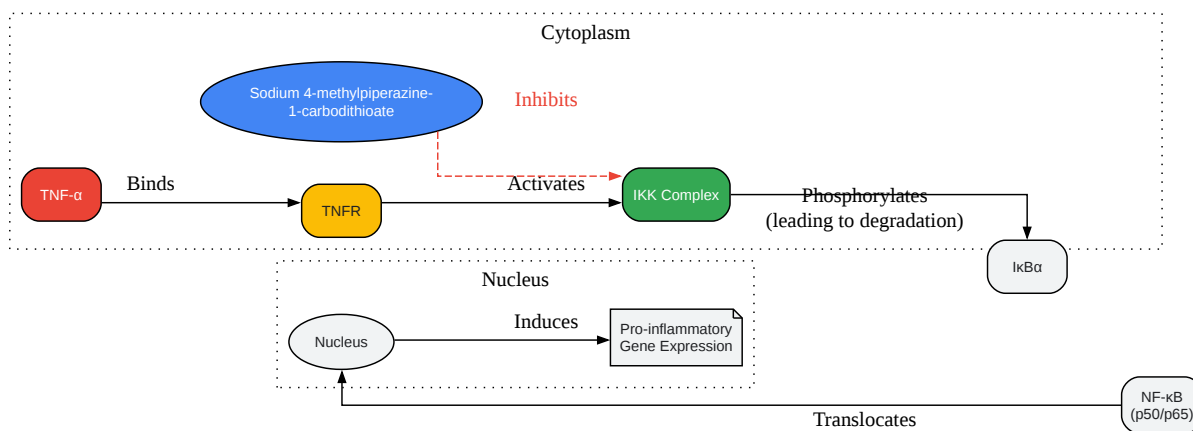 Cytoplasm
Sodium 4-methylpiperazine-
1-carbodithioate
Inhibits
TNF-α
Binds
TNFR
Activates
IKK Complex
Phosphorylates
(leading to degradation)
IκBα
Nucleus
Nucleus
Induces
Pro-inflammatory
Gene Expression
Translocates
NF-κB
(p50/p65)